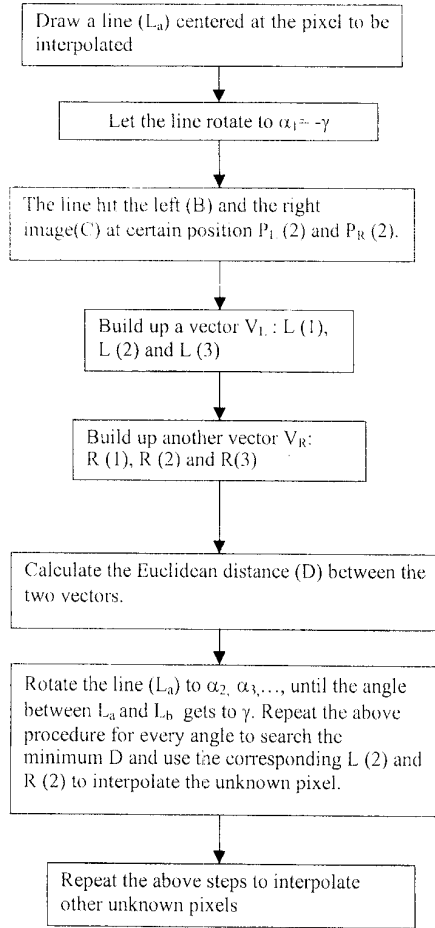 Draw a line (Lₐ) centered at the pixel to be
interpolated
Let the line rotate to α₁= -γ
The line hit the left (B) and the right
image(C) at certain position P_L (2) and P_R (2).
Build up a vector V_L : L (1),
L (2) and L (3)
Build up another vector V_R:
R (1), R (2) and R(3)
Calculate the Euclidean distance (D) between the
two vectors.
Rotate the line (Lₐ) to α₂, α₃,..., until the angle
between Lₐ and L_b gets to γ. Repeat the above
procedure for every angle to search the
minimum D and use the corresponding L (2) and
R (2) to interpolate the unknown pixel.
Repeat the above steps to interpolate
other unknown pixels